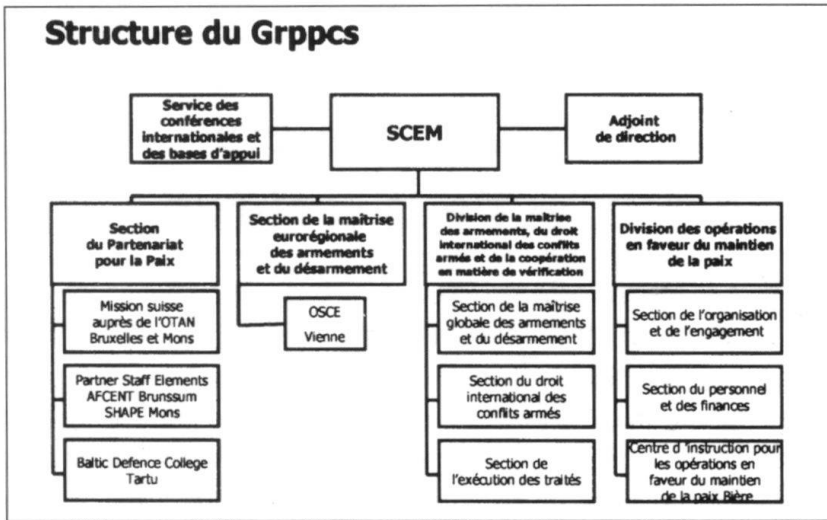 Structure du Grppcs
Service des
conférences
internationales et
des bases d'appui
SCEM
Adjoint
de direction
Section
du Partenariat
pour la Paix
Section de la maîtrise
eurorégionale
des armements
et du désarmement
Division de la maîtrise
des armements, du droit
international des conflits
armés et de la coopération
en matière de vérification
Division des opérations
en faveur du maintien
de la paix
Mission suisse
auprès de l'OTAN
Bruxelles et Mons
OSCE
Vienne
Section de la maîtrise
globale des armements
et du désarmement
Section de l'organisation
et de l'engagement
Partner Staff Elements
AFCENT Brunssum
SHAPE Mons
Section du droit
international des
conflits armés
Section du personnel
et des finances
Baltic Defence College
Tartu
Section de
l'exécution des traités
Centre d 'instruction pour
les opérations en
faveur du maintien
de la paix Bière